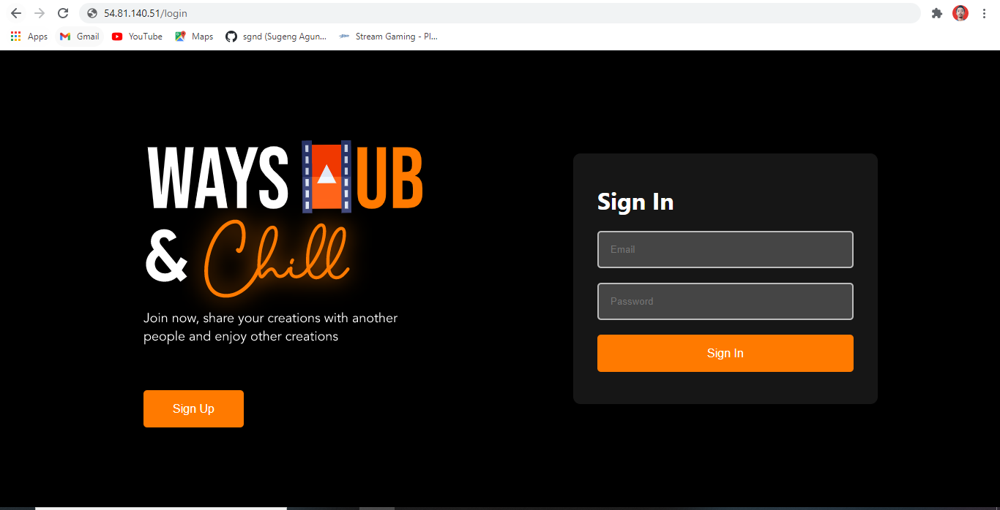 54.81.140.51/login
Apps Gmail YouTube Maps sgnd (Sugeng Agun... Stream Gaming - Pl...
WAYS HUB
& Chill
Join now, share your creations with another
people and enjoy other creations
Sign Up
Sign In
Email
Password
Sign In